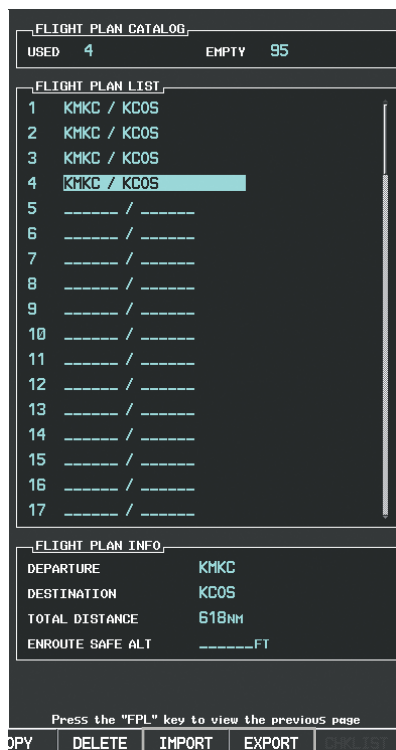 FLIGHT PLAN CATALOG
USED 4 EMPTY 95
FLIGHT PLAN LIST
1 KMKC / KCOS
2 KMKC / KCOS
3 KMKC / KCOS
4 KMKC / KCOS
5 ______ / ______
6 ______ / ______
7 ______ / ______
8 ______ / ______
9 ______ / ______
10 ______ / ______
11 ______ / ______
12 ______ / ______
13 ______ / ______
14 ______ / ______
15 ______ / ______
16 ______ / ______
17 ______ / ______
FLIGHT PLAN INFO
DEPARTURE KMKC
DESTINATION KCOS
TOTAL DISTANCE 618NM
ENROUTE SAFE ALT ______FT
Press the "FPL" key to view the previous page
OPY DELETE IMPORT EXPORT CHKLIST